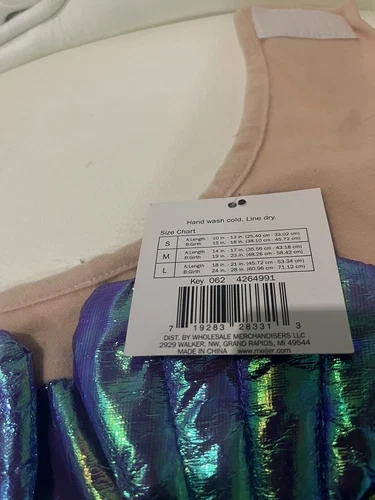 Hand wash cold. Line dry.
Size Chart
S A:Length 10 in. - 13 in. (25.40 cm - 33.02 cm)
B:Girth 15 in. - 18 in. (38.10 cm - 45.72 cm)
M A:Length 14 in. - 17 in. (35.56 cm - 43.18 cm)
B:Girth 19 in. - 23 in. (48.26 cm - 58.42 cm)
L A:Length 18 in. - 21 in. (45.72 cm - 53.34 cm)
B:Girth 24 in. - 28 in. (60.96 cm - 71.12 cm)
Key 062 4264991
7 19283 28331 3
DIST. BY WHOLESALE MERCHANDISERS LLC
2929 WALKER, NW, GRAND RAPIDS, MI 49544
MADE IN CHINA www.meijer.com